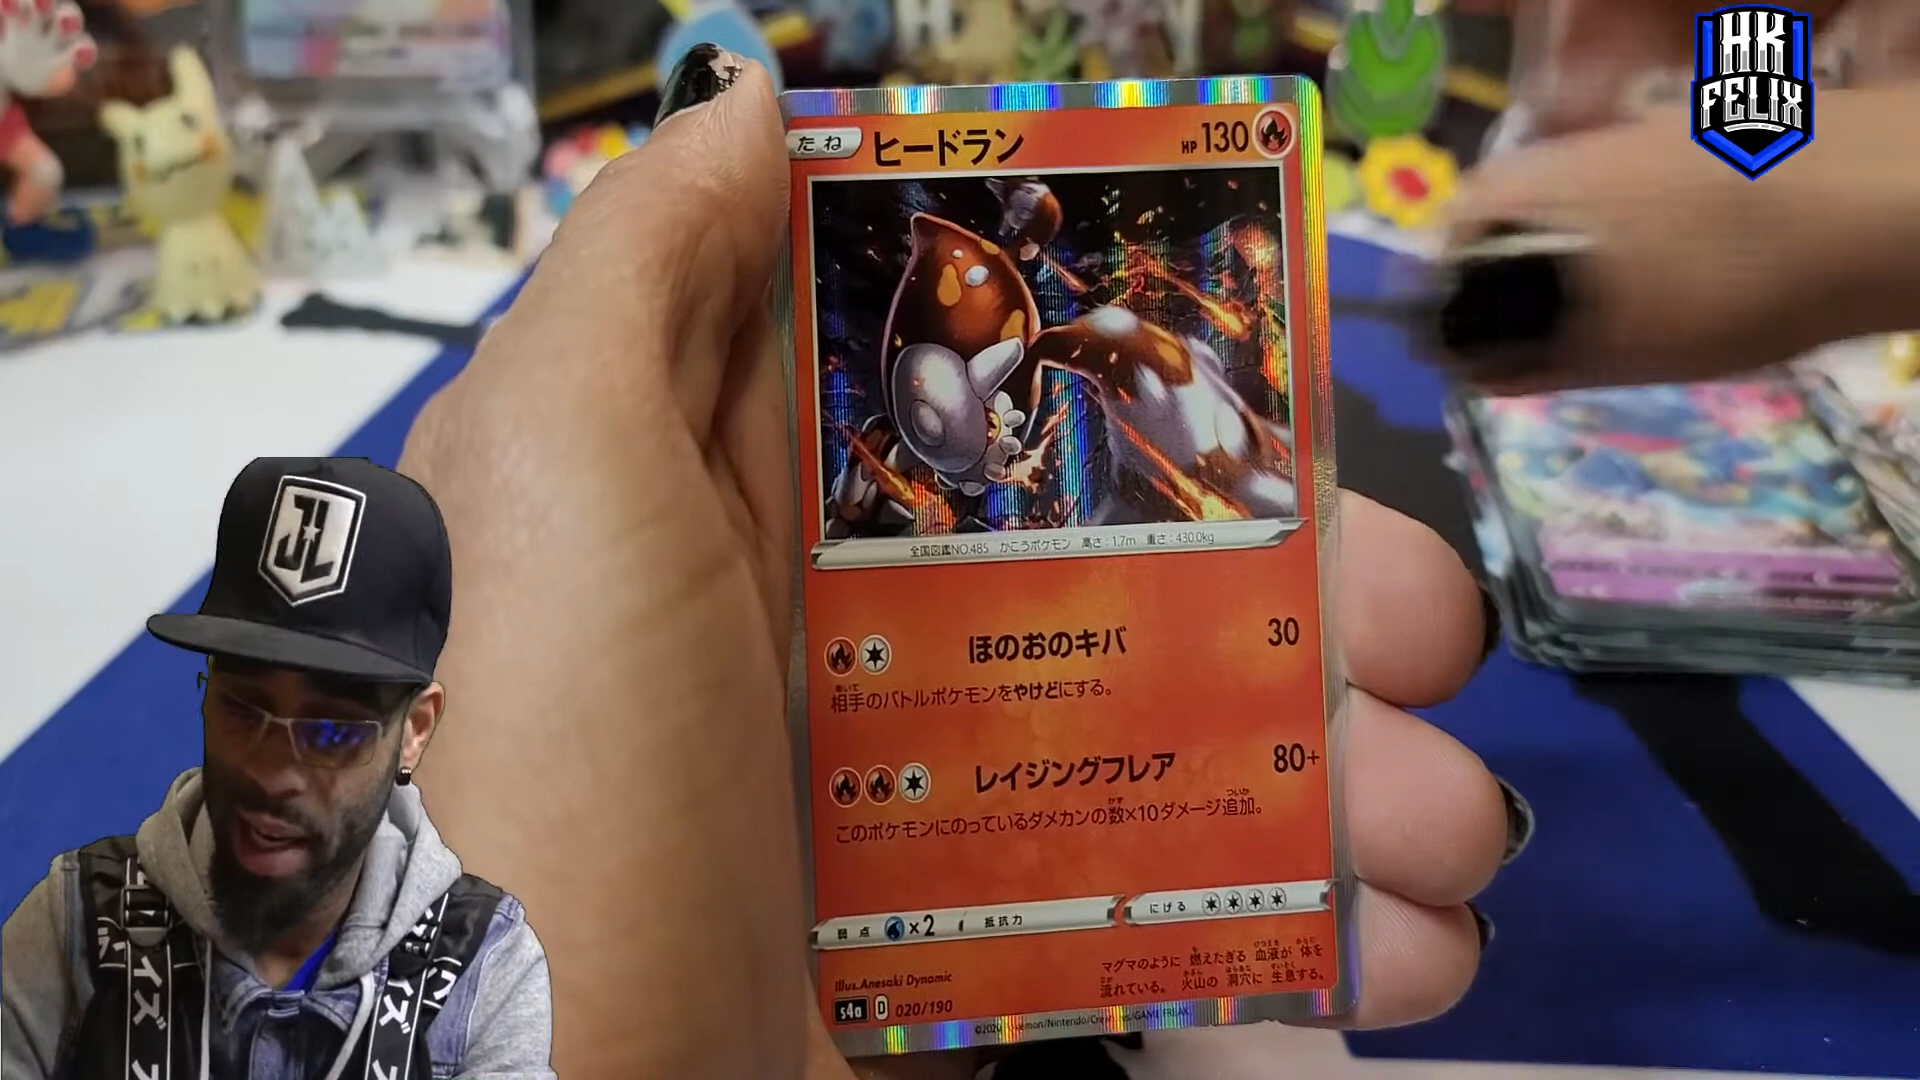 HK
FELIX
たね ヒードラン HP 130
全国図鑑NO.485 かこうポケモン 高さ:1.7m 重さ:430.0kg
ほのおのキバ 30
相手のバトルポケモンをやけどにする。
レイジングフレア 80+
このポケモンにのっているダメカンの数×10ダメージ追加。
弱点 ×2 抵抗力 にげる
マグマのように 燃えたぎる 血液が 体を
流れている。 火山の 洞穴に 生息する。
Illus.Anesaki Dynamic
s4a D 020/190
JL